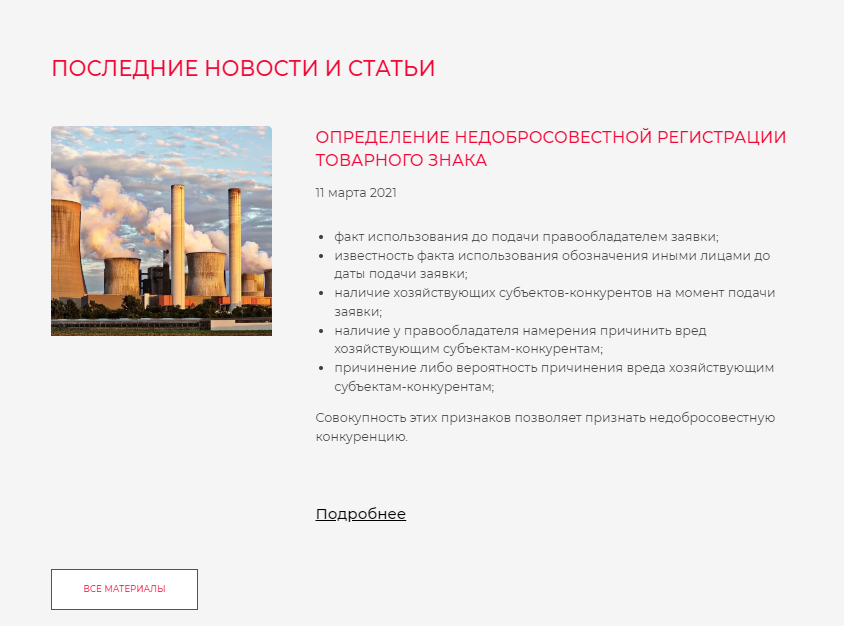 ПОСЛЕДНИЕ НОВОСТИ И СТАТЬИ
ОПРЕДЕЛЕНИЕ НЕДОБРОСОВЕСТНОЙ РЕГИСТРАЦИИ
ТОВАРНОГО ЗНАКА
11 марта 2021
• факт использования до подачи правообладателем заявки;
• известность факта использования обозначения иными лицами до
даты подачи заявки;
• наличие хозяйствующих субъектов-конкурентов на момент подачи
заявки;
• наличие у правообладателя намерения причинить вред
хозяйствующим субъектам-конкурентам;
• причинение либо вероятность причинения вреда хозяйствующим
субъектам-конкурентам;
Совокупность этих признаков позволяет признать недобросовестную
конкуренцию.
Подробнее
ВСЕ МАТЕРИАЛЫ